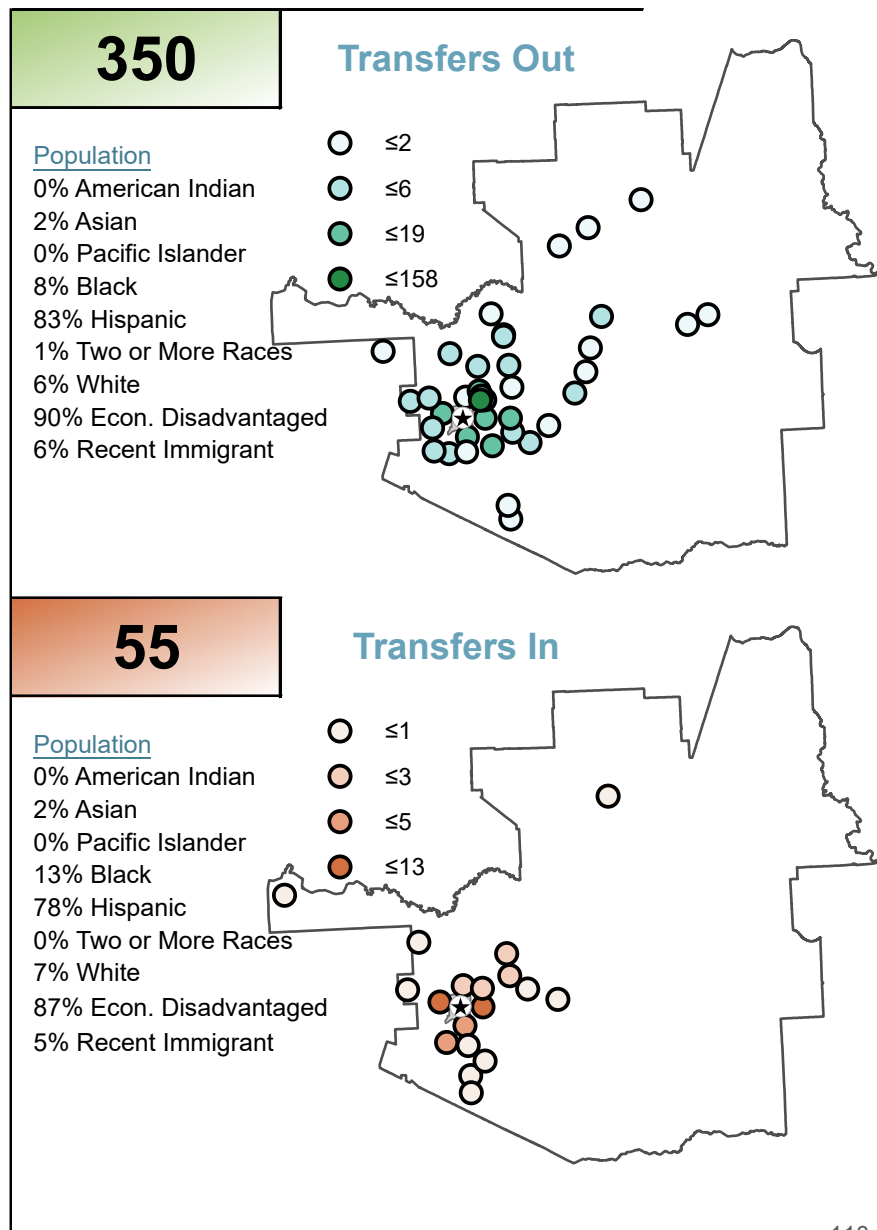 350
Transfers Out
Population
0% American Indian
2% Asian
0% Pacific Islander
8% Black
83% Hispanic
1% Two or More Races
6% White
90% Econ. Disadvantaged
6% Recent Immigrant
≤2
≤6
≤19
≤158
55
Transfers In
Population
0% American Indian
2% Asian
0% Pacific Islander
13% Black
78% Hispanic
0% Two or More Races
7% White
87% Econ. Disadvantaged
5% Recent Immigrant
≤1
≤3
≤5
≤13